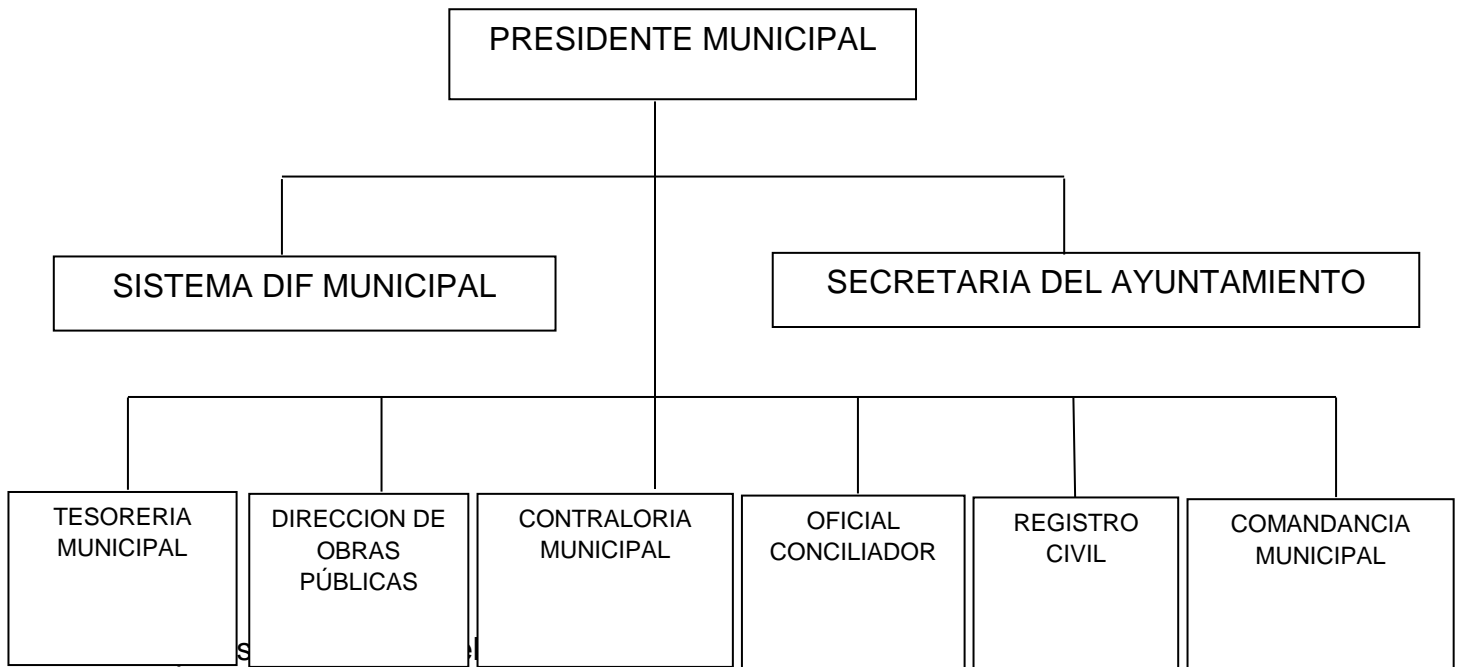 PRESIDENTE MUNICIPAL
SISTEMA DIF MUNICIPAL
SECRETARIA DEL AYUNTAMIENTO
TESORERIA
MUNICIPAL
DIRECCION DE
OBRAS
PÚBLICAS
CONTRALORIA
MUNICIPAL
OFICIAL
CONCILIADOR
REGISTRO
CIVIL
COMANDANCIA
MUNICIPAL